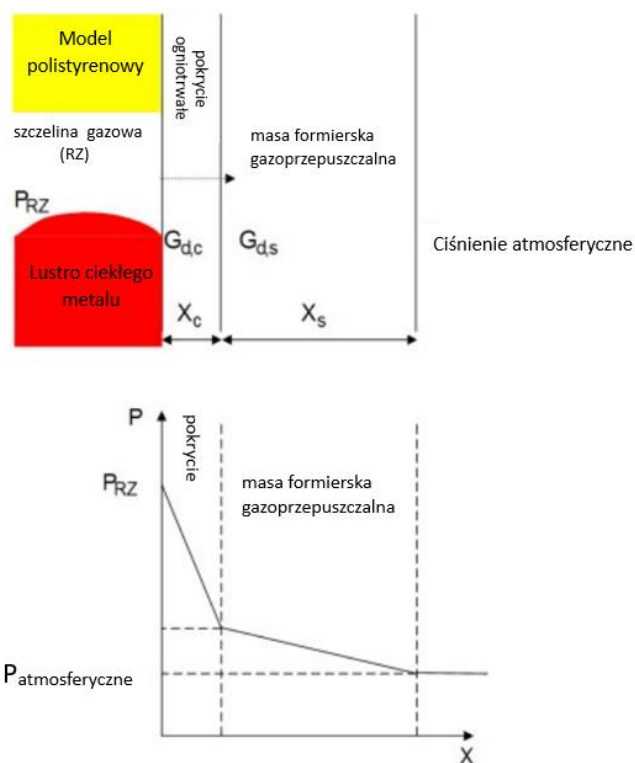 Model
polistyrenowy
pokrycie
ogniotrwałe
szczelina gazowa
(RZ)
masa formierska
gazoprzepuszczalna
PRZ
Lustro ciekłego
metalu
Gd,c
Gd,s
Ciśnienie atmosferyczne
Xc
Xs
P
pokrycie
PRZ
masa formierska
gazoprzepuszczalna
Patmosferyczne
X